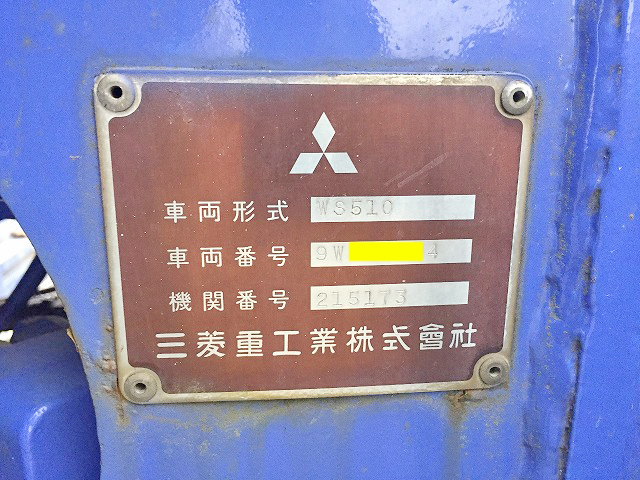 車両形式 WS510
車両番号 9W 4
機関番号 215173
三菱重工業株式會社